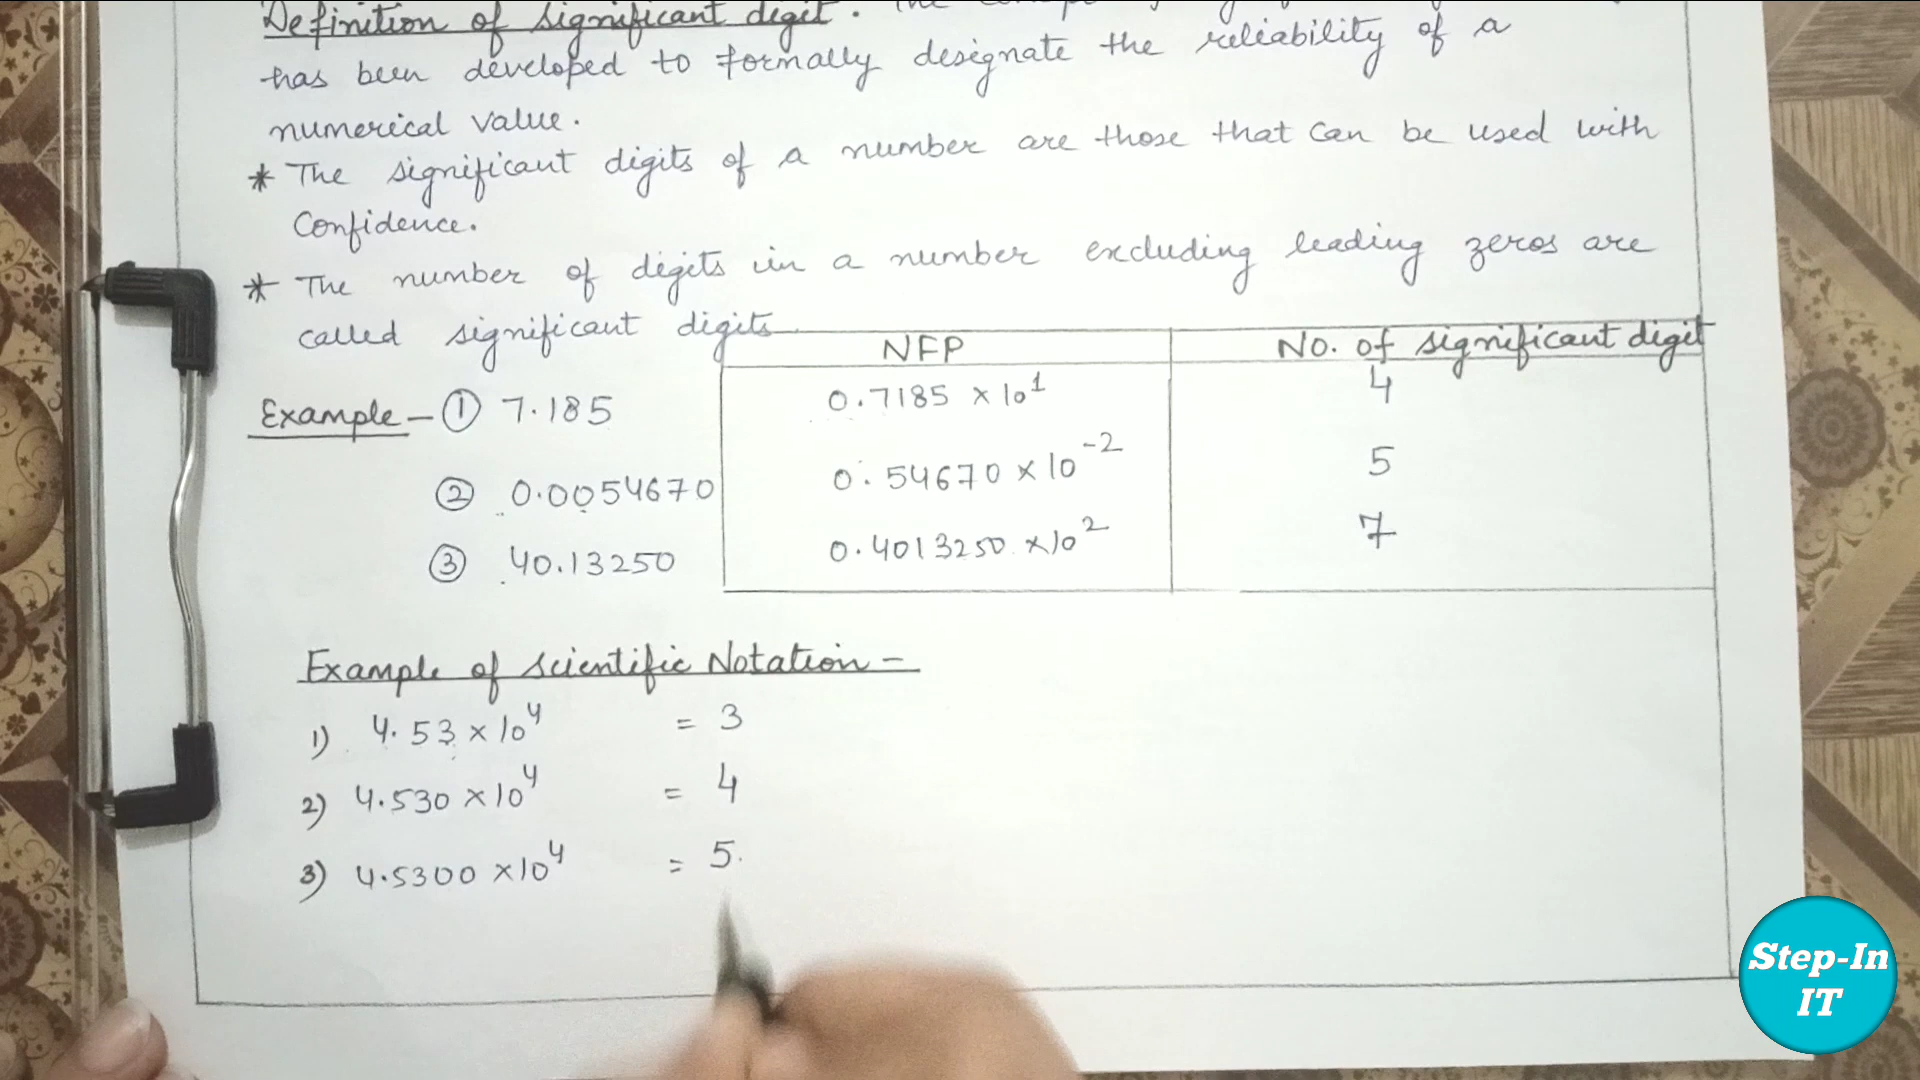 Definition of significant digit. The
has been developed to formally designate the reliability of a
numerical value.
* The significant digits of a number are those that can be used with
Confidence.
* The number of digits in a number excluding leading zeros are
called significant digits
NFP No. of significant digit
Example - ① 7.185 0.7185 × 10¹ 4
② 0.0054670 0.54670 × 10⁻² 5
③ 40.13250 0.4013250 × 10² 7
Example of scientific Notation -
1) 4.53 × 10⁴ = 3
2) 4.530 × 10⁴ = 4
3) 4.5300 × 10⁴ = 5.
Step-In
IT